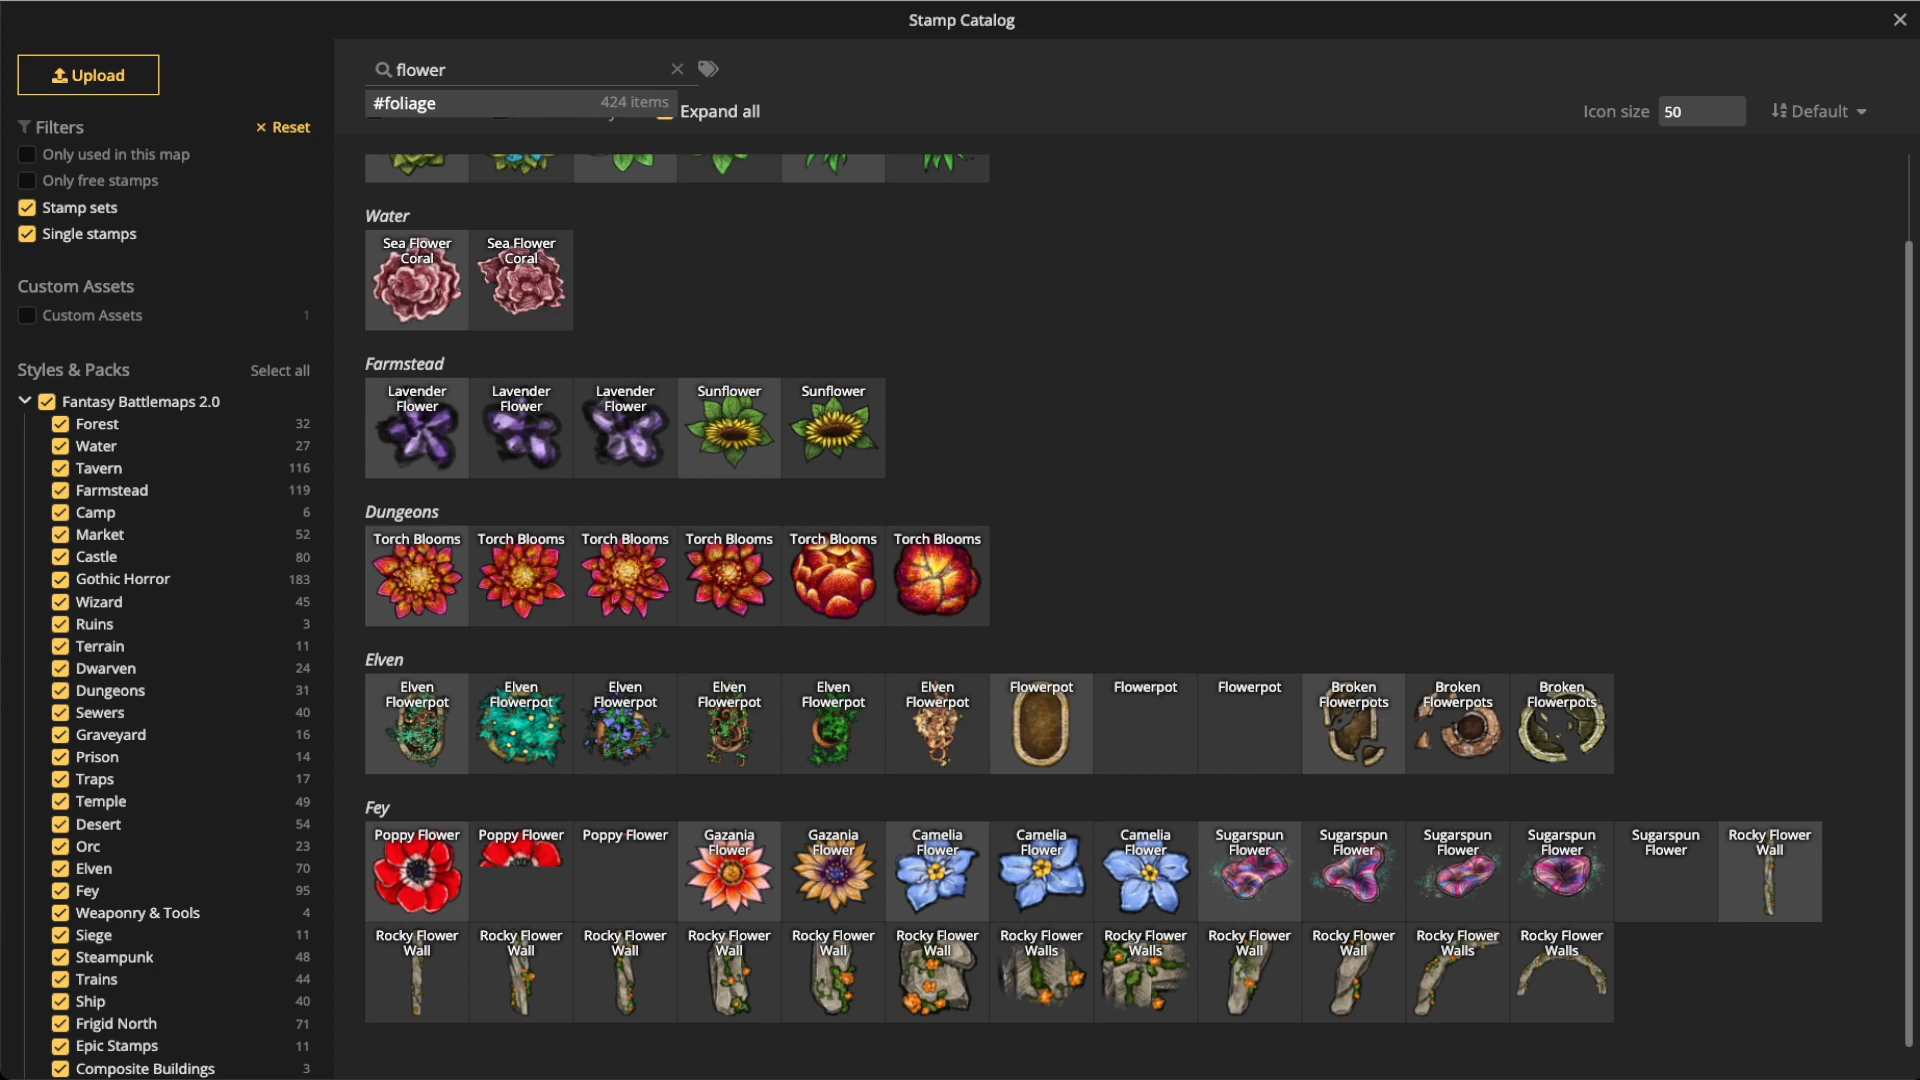 Stamp Catalog
Upload
Filters
Reset
Only used in this map
Only free stamps
Stamp sets
Single stamps
Custom Assets
Custom Assets 1
Styles & Packs Select all
Fantasy Battlemaps 2.0
Forest 32
Water 27
Tavern 116
Farmstead 119
Camp 6
Market 52
Castle 80
Gothic Horror 183
Wizard 45
Ruins 3
Terrain 11
Dwarven 24
Dungeons 31
Sewers 40
Graveyard 16
Prison 14
Traps 17
Temple 49
Desert 54
Orc 23
Elven 70
Fey 95
Weaponry & Tools 4
Siege 11
Steampunk 48
Trains 44
Ship 40
Frigid North 71
Epic Stamps 11
Composite Buildings 3
flower
#foliage 424 items
Expand all
Icon size 50 Default
Water
Sea Flower Coral
Sea Flower Coral
Farmstead
Lavender Flower
Lavender Flower
Lavender Flower
Sunflower
Sunflower
Dungeons
Torch Blooms
Torch Blooms
Torch Blooms
Torch Blooms
Torch Blooms
Torch Blooms
Elven
Elven Flowerpot
Elven Flowerpot
Elven Flowerpot
Elven Flowerpot
Elven Flowerpot
Elven Flowerpot
Flowerpot
Flowerpot
Flowerpot
Broken Flowerpots
Broken Flowerpots
Broken Flowerpots
Fey
Poppy Flower
Poppy Flower
Poppy Flower
Gazania Flower
Gazania Flower
Camelia Flower
Camelia Flower
Camelia Flower
Sugarspun Flower
Sugarspun Flower
Sugarspun Flower
Sugarspun Flower
Sugarspun Flower
Rocky Flower Wall
Rocky Flower Wall
Rocky Flower Wall
Rocky Flower Wall
Rocky Flower Wall
Rocky Flower Wall
Rocky Flower Wall
Rocky Flower Walls
Rocky Flower Walls
Rocky Flower Wall
Rocky Flower Wall
Rocky Flower Walls
Rocky Flower Walls